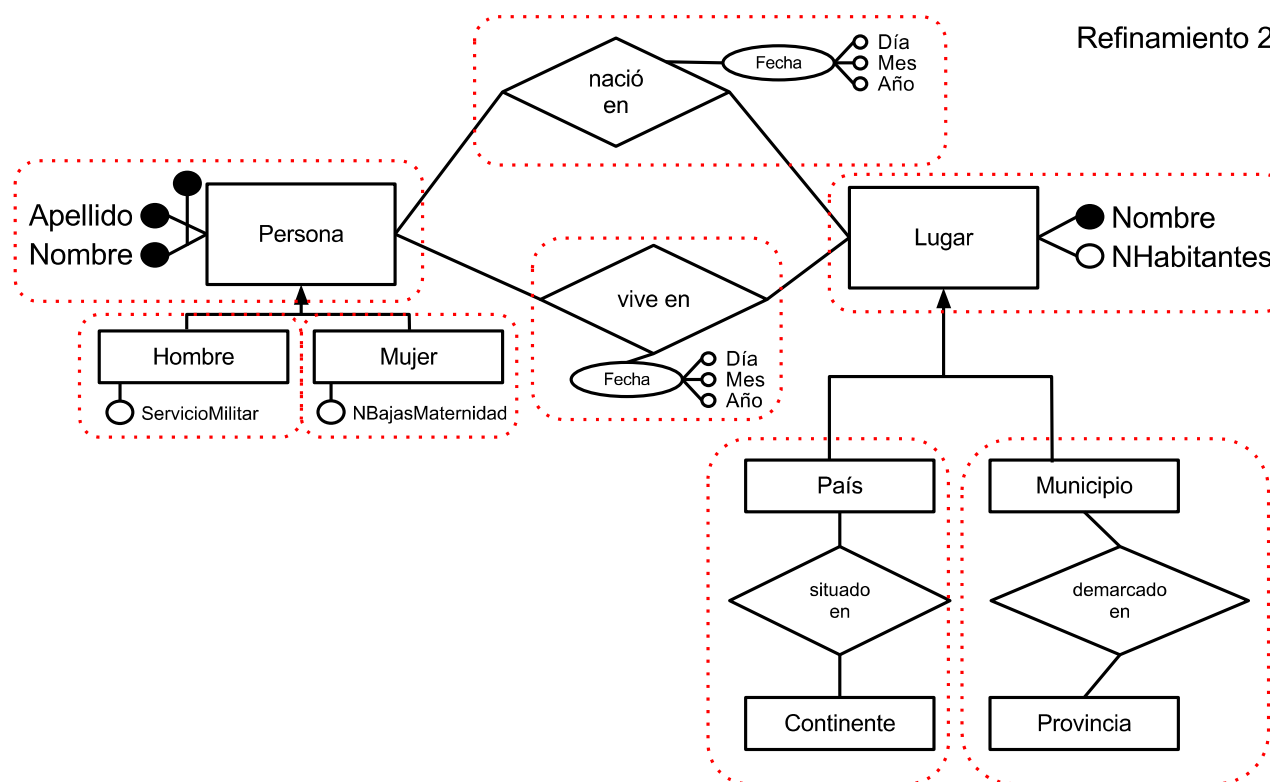 Refinamiento 2
nació
en
Fecha
Día
Mes
Año
Apellido
Nombre
Persona
Lugar
Nombre
NHabitantes
vive en
Fecha
Día
Mes
Año
Hombre
Mujer
ServicioMilitar
NBajasMaternidad
País
Municipio
situado
en
demarcado
en
Continente
Provincia